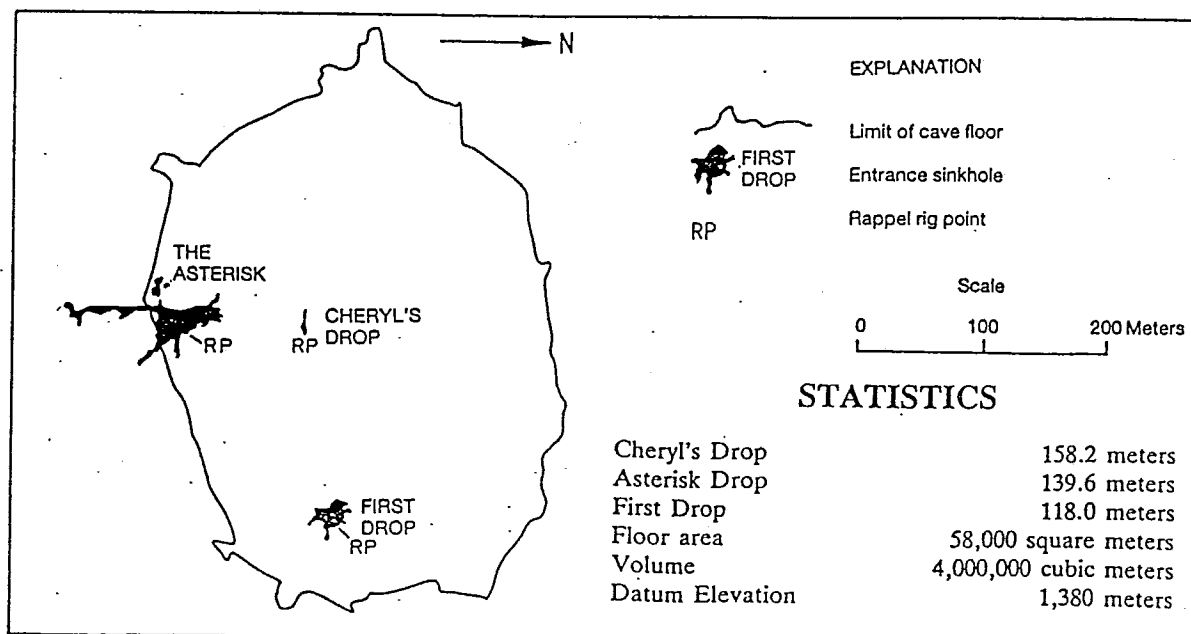 N
THE
ASTERISK
RP
CHERYL'S
RP DROP
FIRST
DROP
RP
EXPLANATION
Limit of cave floor
FIRST
DROP
Entrance sinkhole
RP
Rappel rig point
Scale
0 100 200 Meters
STATISTICS
Cheryl's Drop 158.2 meters
Asterisk Drop 139.6 meters
First Drop 118.0 meters
Floor area 58,000 square meters
Volume 4,000,000 cubic meters
Datum Elevation 1,380 meters